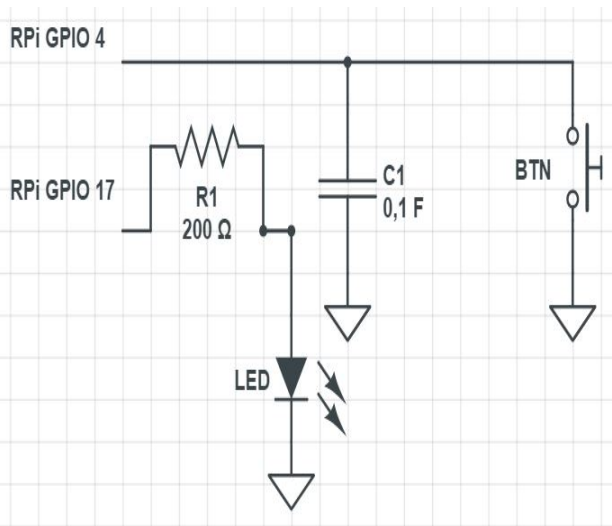 RPi GPIO 4
RPi GPIO 17
R1
200 Ω
C1
0,1 F
BTN
LED